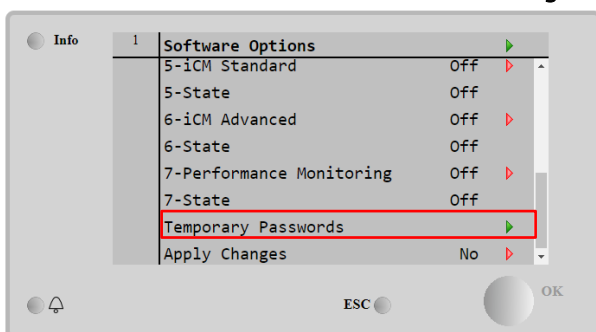 Info
1 Software Options
5-iCM Standard Off
5-State Off
6-iCM Advanced Off
6-State Off
7-Performance Monitoring Off
7-State Off
Temporary Passwords
Apply Changes No
ESC
OK